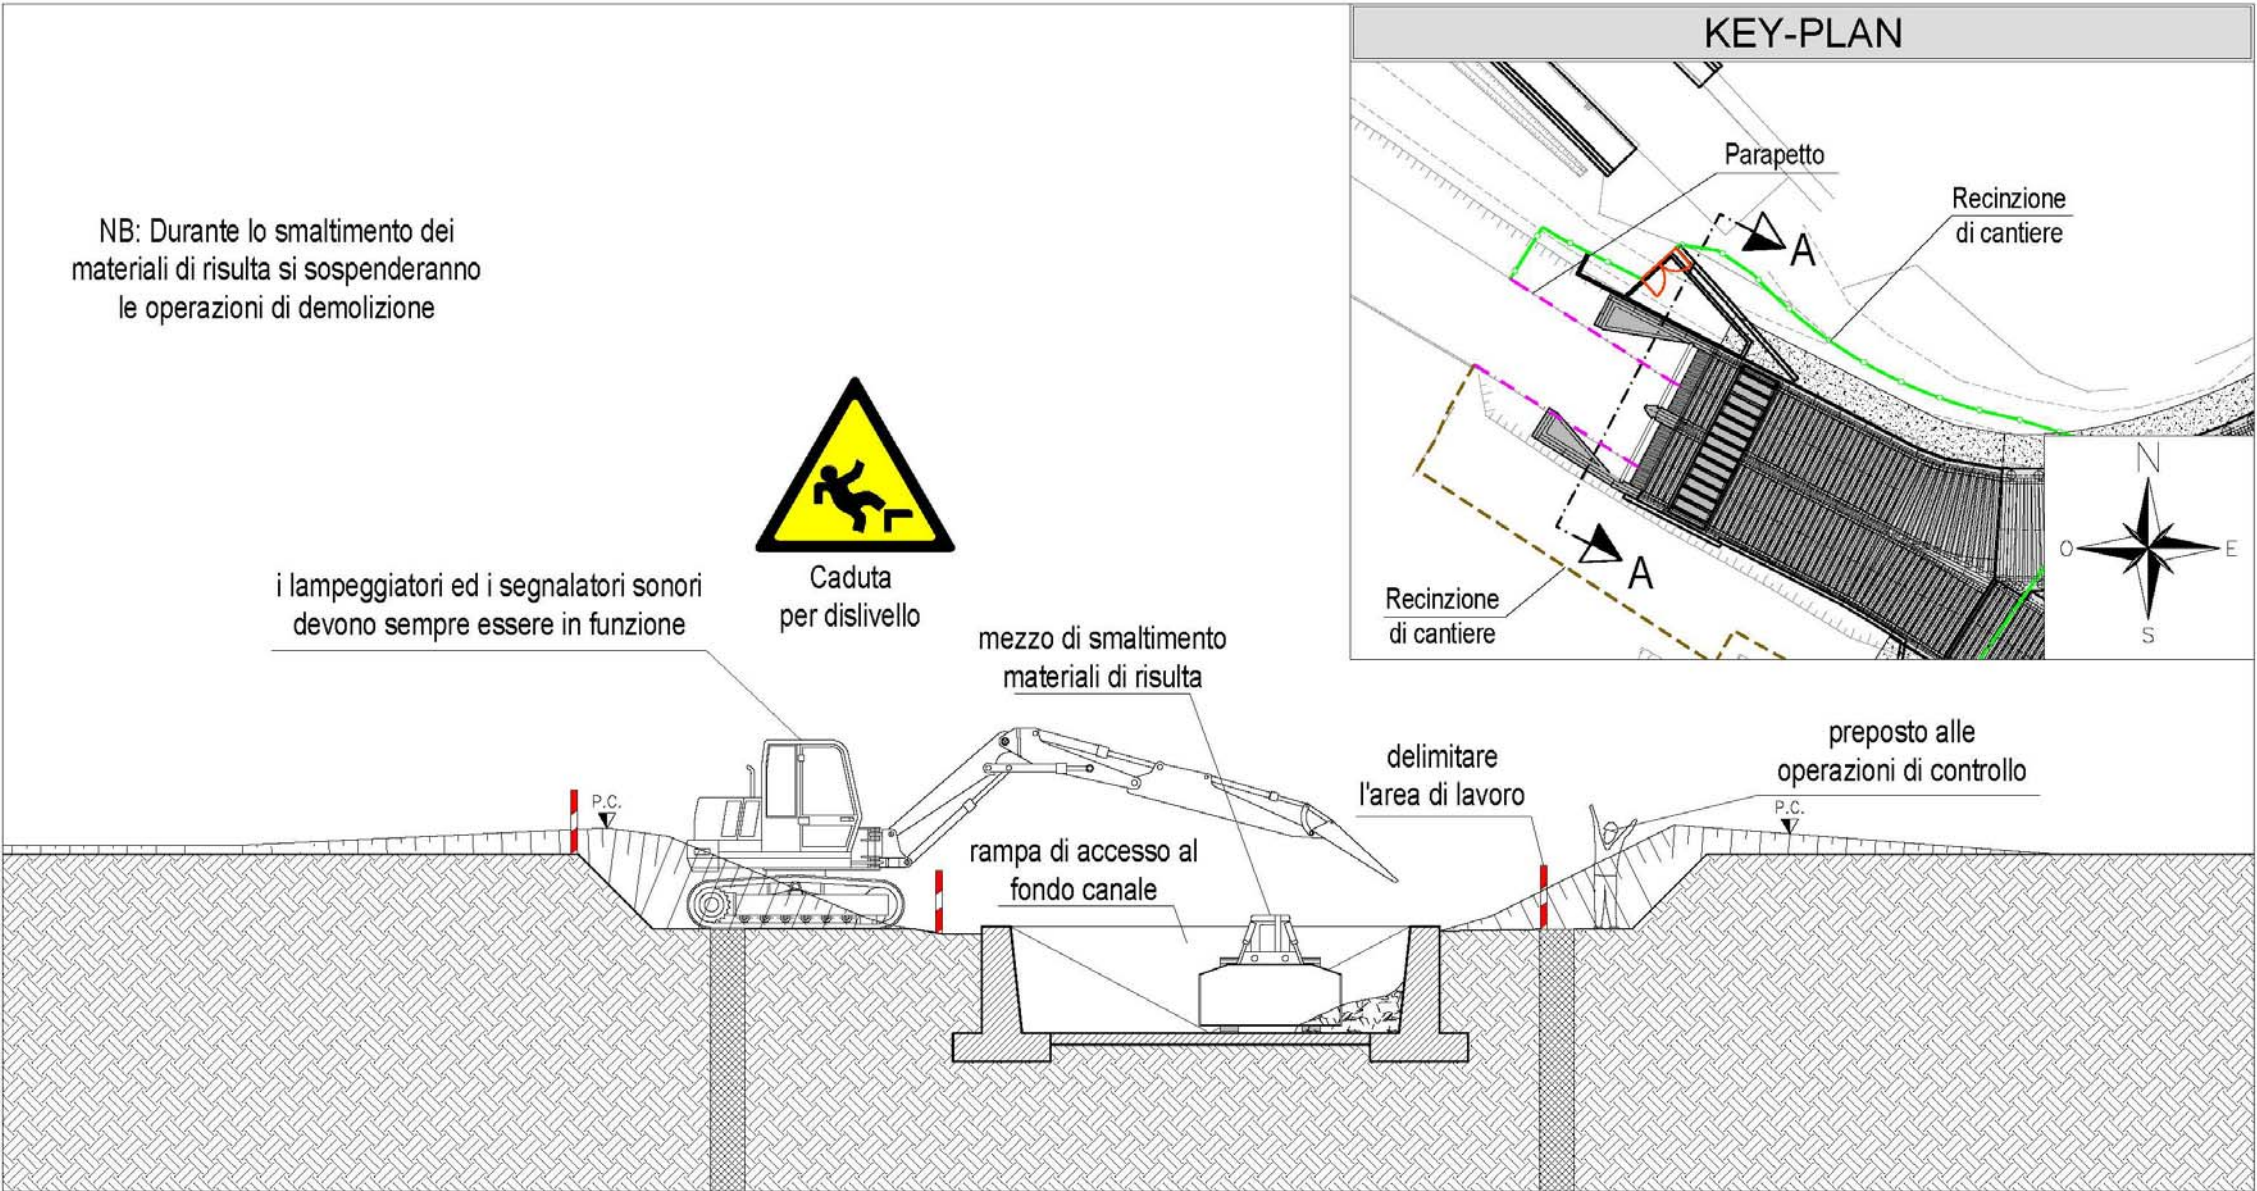 KEY-PLAN
Parapetto
Recinzione
di cantiere
A
A
Recinzione
di cantiere
N
O
E
S
NB: Durante lo smaltimento dei
materiali di risulta si sospenderanno
le operazioni di demolizione
Caduta
per dislivello
i lampeggiatori ed i segnalatori sonori
devono sempre essere in funzione
mezzo di smaltimento
materiali di risulta
delimitare
l'area di lavoro
preposto alle
operazioni di controllo
P.C.
P.C.
rampa di accesso al
fondo canale